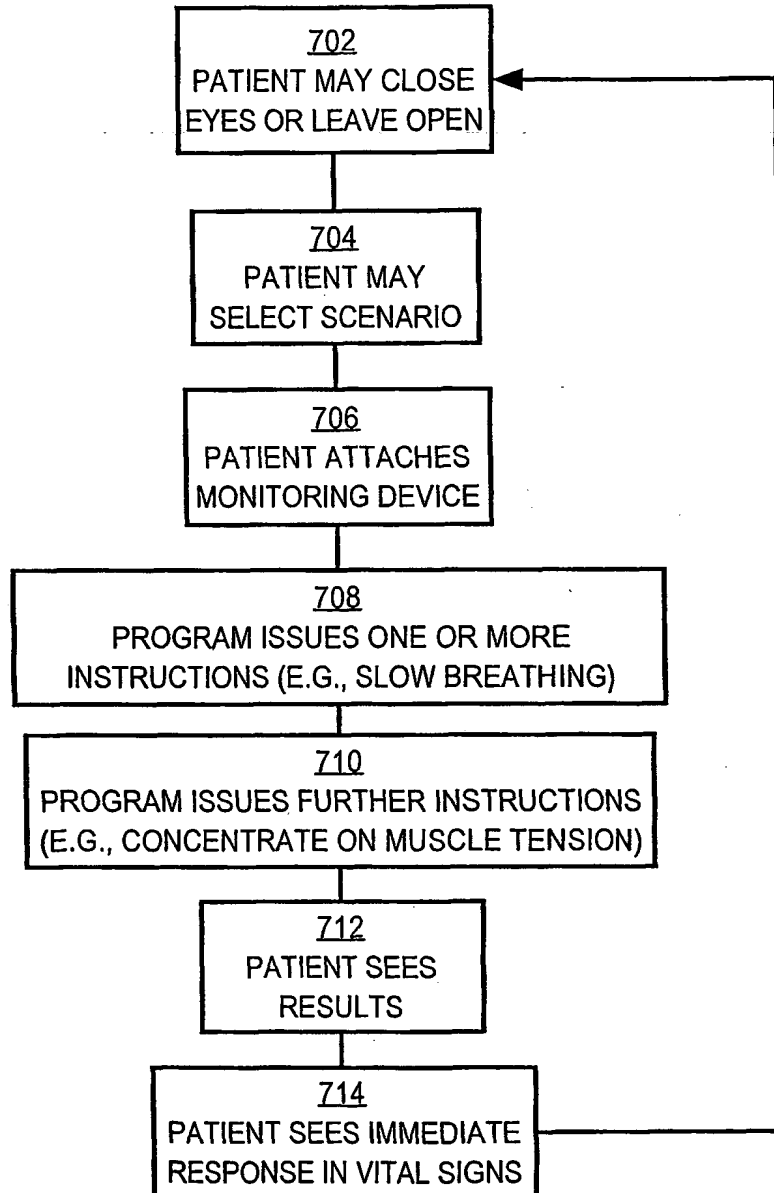 702
PATIENT MAY CLOSE
EYES OR LEAVE OPEN
704
PATIENT MAY
SELECT SCENARIO
706
PATIENT ATTACHES
MONITORING DEVICE
708
PROGRAM ISSUES ONE OR MORE
INSTRUCTIONS (E.G., SLOW BREATHING)
710
PROGRAM ISSUES FURTHER INSTRUCTIONS
(E.G., CONCENTRATE ON MUSCLE TENSION)
712
PATIENT SEES
RESULTS
714
PATIENT SEES IMMEDIATE
RESPONSE IN VITAL SIGNS